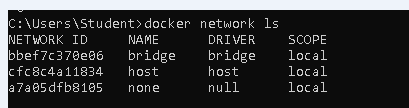 C:\Users\Student>docker network ls
NETWORK ID     NAME      DRIVER    SCOPE
bbef7c370e06   bridge    bridge    local
cfc8c4a11834   host      host      local
a7a05dfb8105   none      null      local